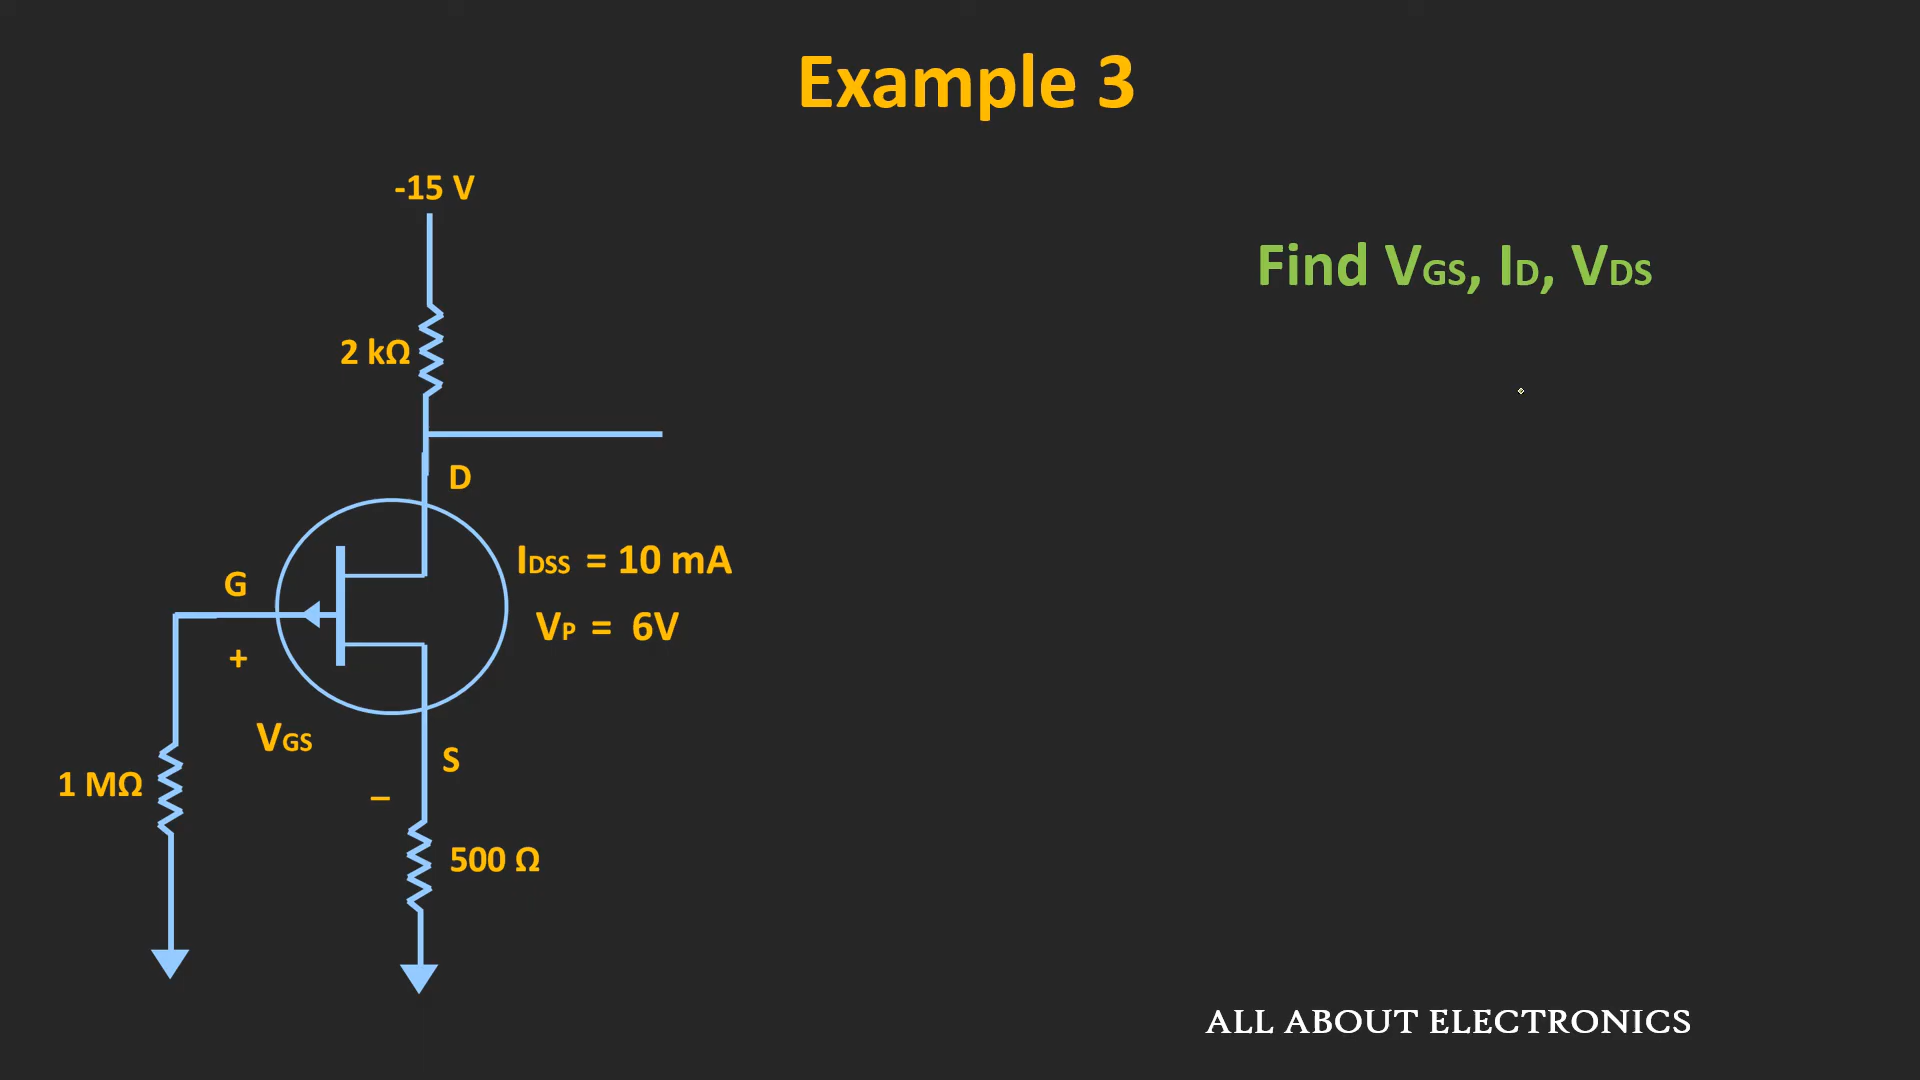 Example 3
-15 V
Find VGS, ID, VDS
2 kΩ
D
IDSS = 10 mA
G
VP = 6V
+
VGS
S
1 MΩ
–
500 Ω
ALL ABOUT ELECTRONICS